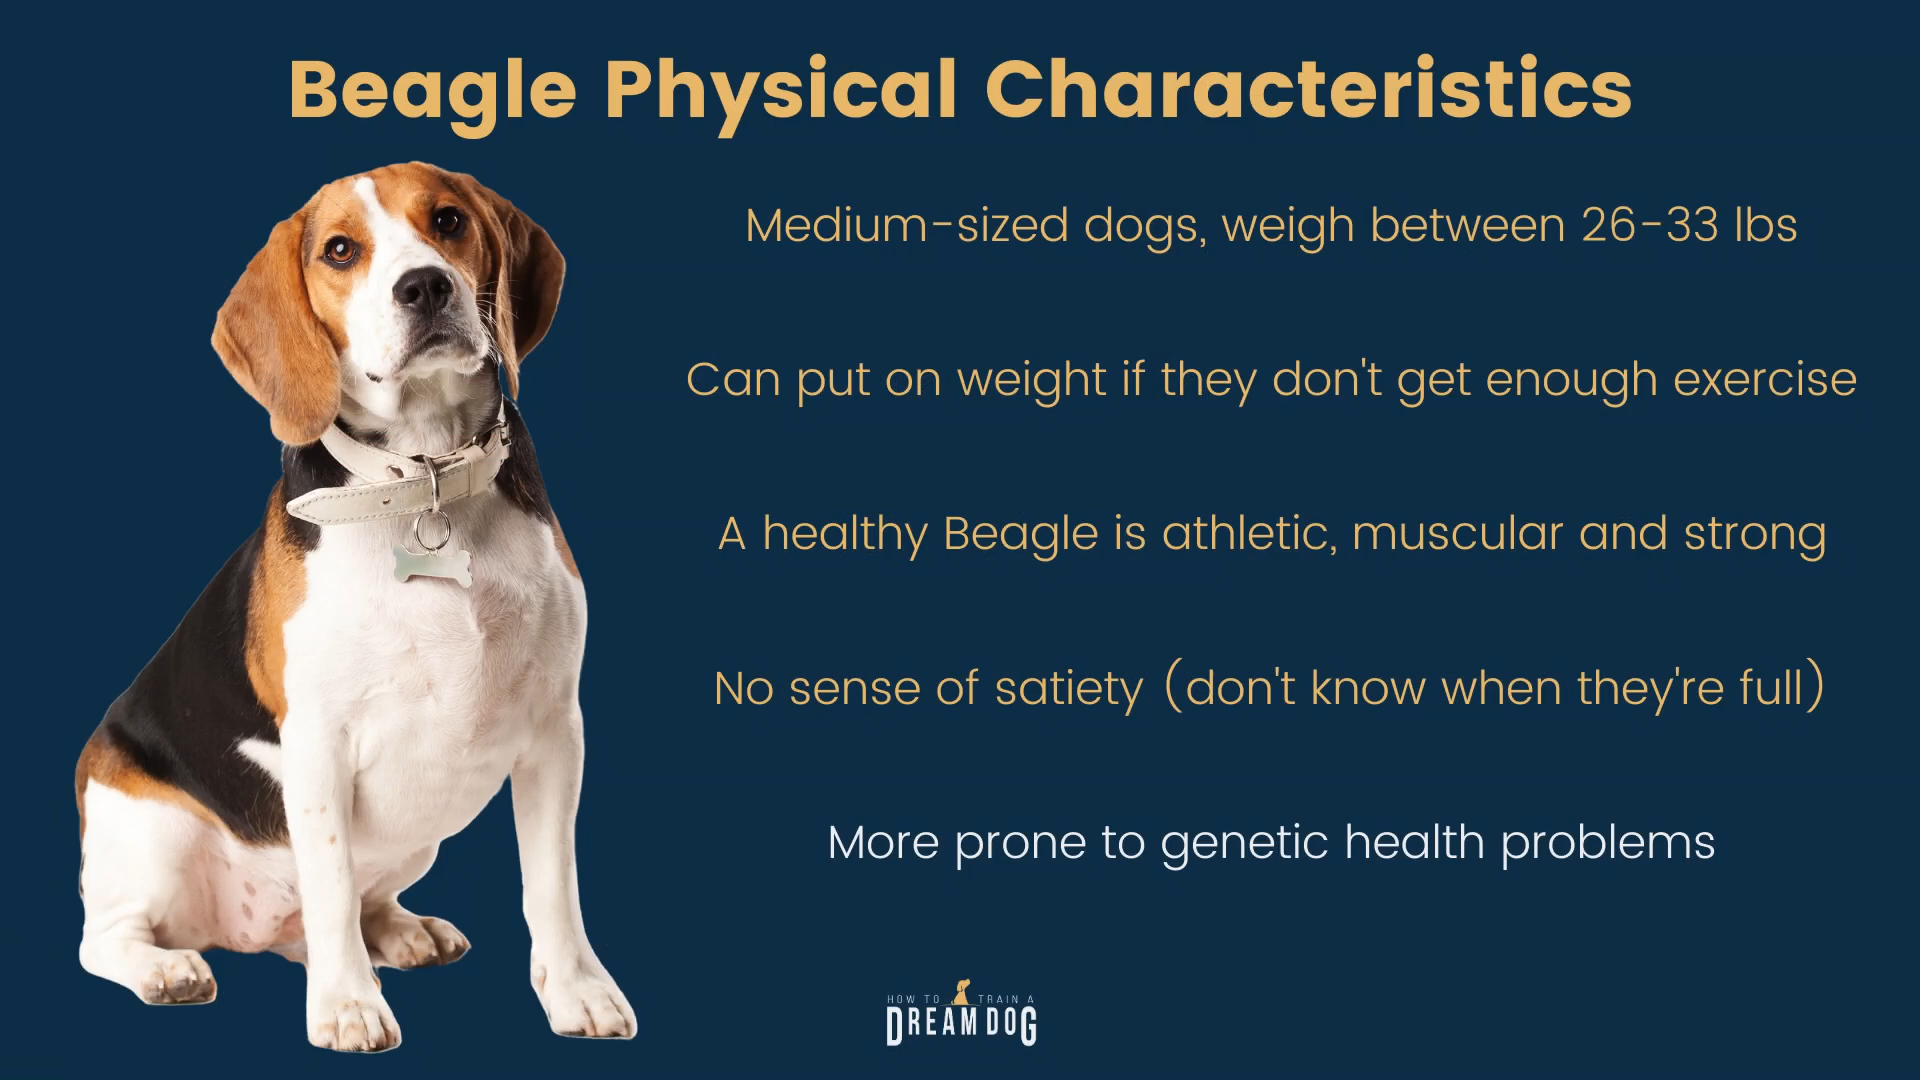 Beagle Physical Characteristics
Medium-sized dogs, weigh between 26-33 lbs
Can put on weight if they don't get enough exercise
A healthy Beagle is athletic, muscular and strong
No sense of satiety (don't know when they're full)
More prone to genetic health problems
HOW TO TRAIN A
DREAM DOG